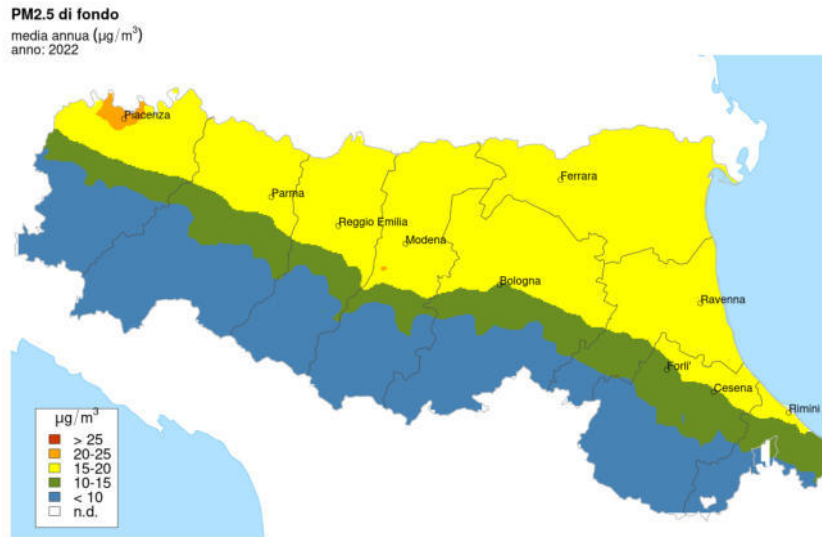 PM2.5 di fondo
media annua (µg/m³)
anno: 2022
Piacenza
Parma
Reggio Emilia
Modena
Ferrara
Bologna
Ravenna
Forli'
Cesena
Rimini
µg/m³
> 25
20-25
15-20
10-15
< 10
n.d.